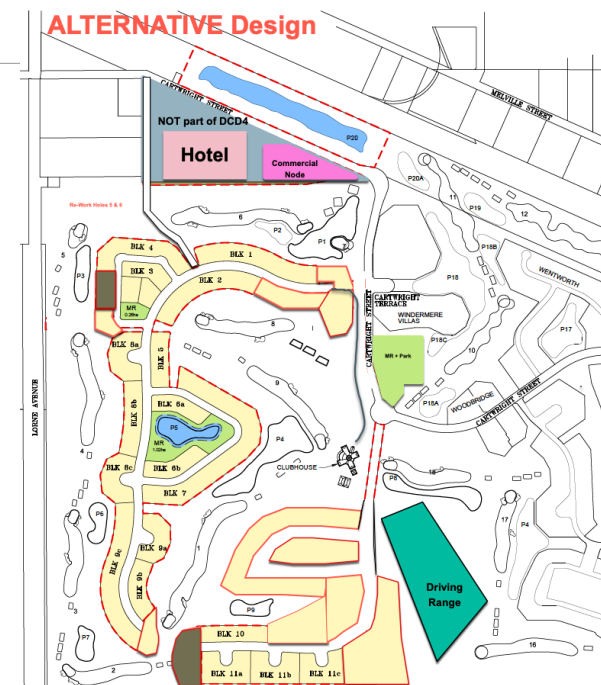 ALTERNATIVE Design
CARTWRIGHT STREET
MELVILLE STREET
NOT part of DCD4
P20
Hotel
Commercial
Node
P20A
Re-Work Holes 5 & 6
6
P2
P1
7
11
P19
12
5
BLK 4
BLK 1
P18B
P3
BLK 3
BLK 2
P18
WENTWORTH
CARTWRIGHT
TERRACE
MR
0.26ha
WINDERMERE
VILLAS
8
P17
CARTWRIGHT STREET
BLK 8a
BLK 5
P18C
10
MR + Park
9
LORNE AVENUE
BLK 8b
BLK 6a
P18A
WOODBRIDGE
CARTWRIGHT STREET
P5
P4
MR
1.02ha
4
BLK 8c
BLK 6b
CLUBHOUSE
18
P8
BLK 7
P6
17
P4
1
BLK 9a
BLK 9c
BLK 9b
Driving
Range
3
P9
P7
BLK 10
16
2
BLK 11a
BLK 11b
BLK 11c